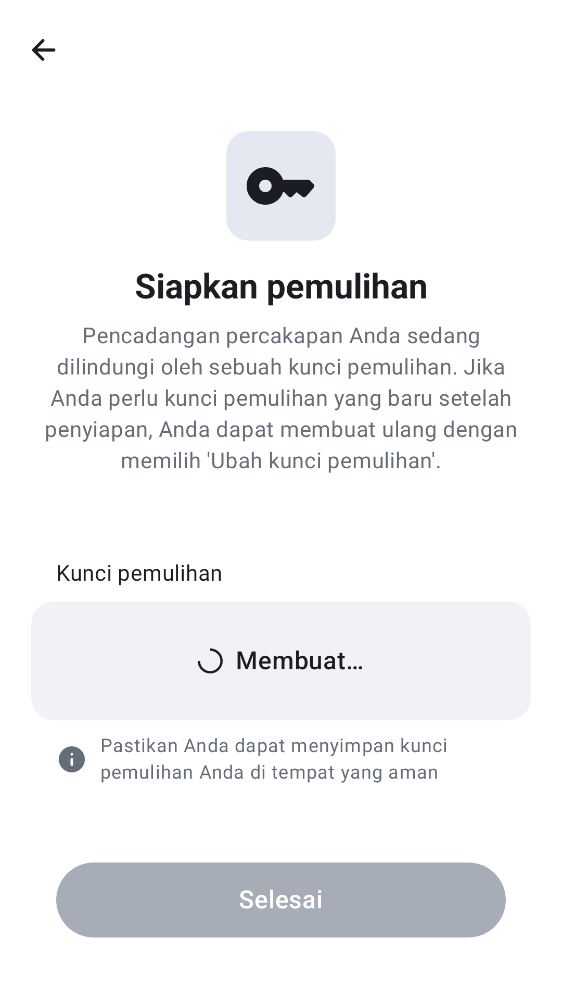 Siapkan pemulihan
Pencadangan percakapan Anda sedang
dilindungi oleh sebuah kunci pemulihan. Jika
Anda perlu kunci pemulihan yang baru setelah
penyiapan, Anda dapat membuat ulang dengan
memilih 'Ubah kunci pemulihan'.
Kunci pemulihan
Membuat…
Pastikan Anda dapat menyimpan kunci
pemulihan Anda di tempat yang aman
Selesai